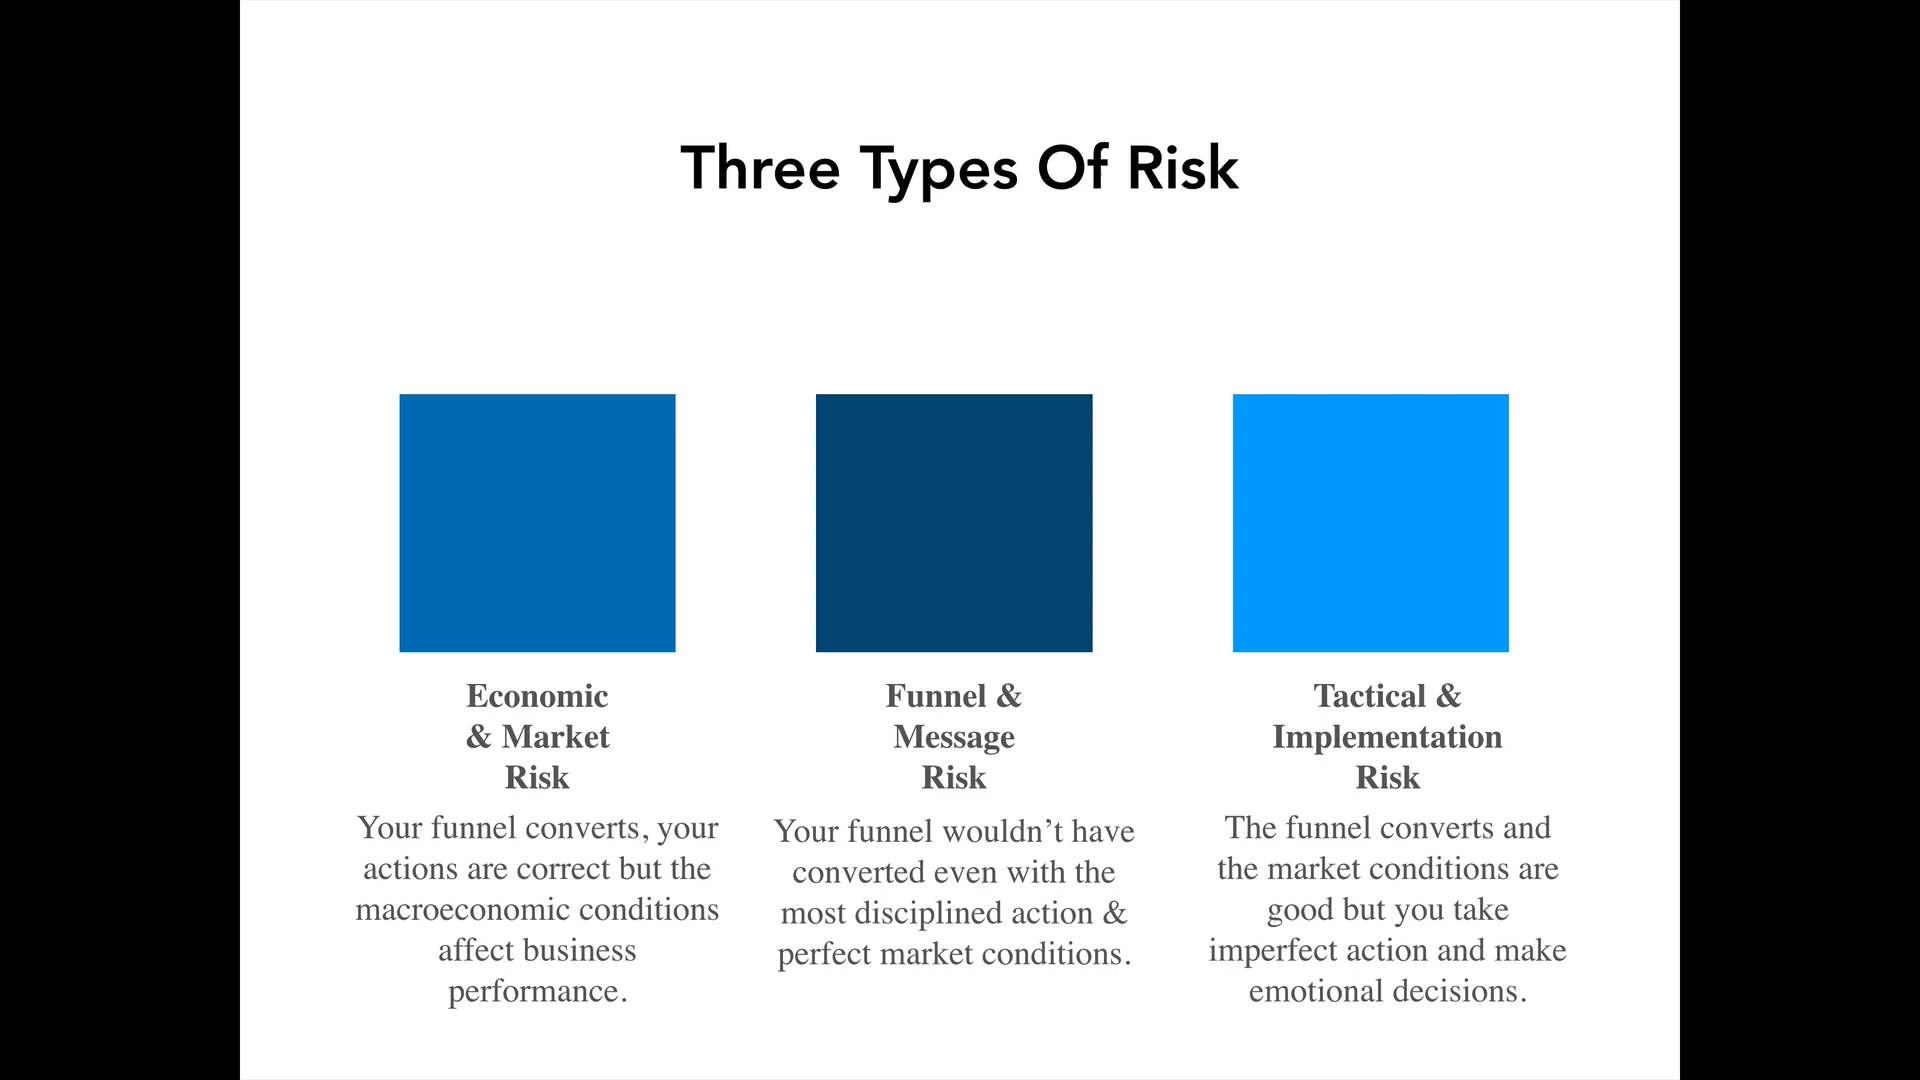 Three Types Of Risk
Economic
& Market
Risk
Your funnel converts, your
actions are correct but the
macroeconomic conditions
affect business
performance.
Funnel &
Message
Risk
Your funnel wouldn’t have
converted even with the
most disciplined action &
perfect market conditions.
Tactical &
Implementation
Risk
The funnel converts and
the market conditions are
good but you take
imperfect action and make
emotional decisions.